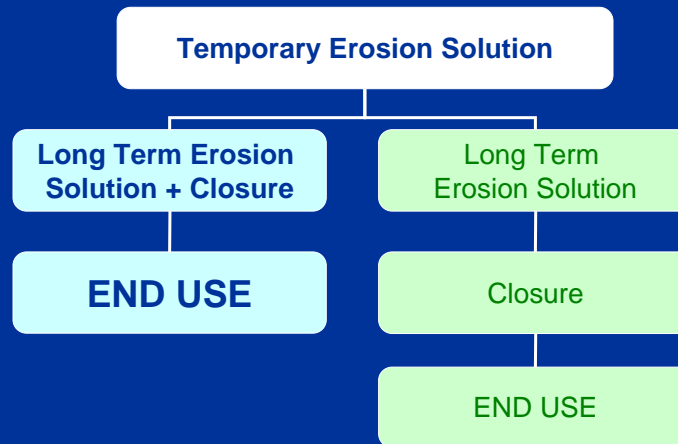 Temporary Erosion Solution
Long Term Erosion
Solution + Closure
END USE
Long Term
Erosion Solution
Closure
END USE